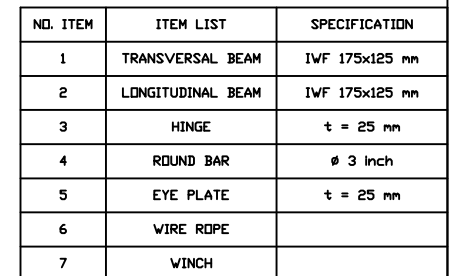 NO. ITEM ITEM LIST SPECIFICATION
1 TRANSVERSAL BEAM IWF 175x125 mm
2 LONGITUDINAL BEAM IWF 175x125 mm
3 HINGE t = 25 mm
4 ROUND BAR ø 3 inch
5 EYE PLATE t = 25 mm
6 WIRE ROPE
7 WINCH